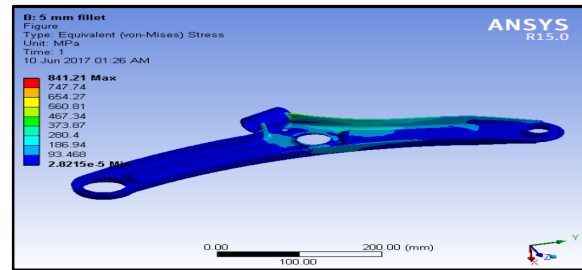 B: 5 mm fillet
Figure
Type: Equivalent (von-Mises) Stress
Unit: MPa
Time: 1
10 Jun 2017 01:26 AM
ANSYS
R15.0
841.21 Max
747.74
654.27
560.81
467.34
373.87
280.4
186.94
93.468
2.8215e-5
0.00
200.00 (mm)
100.00
Y
X
Z